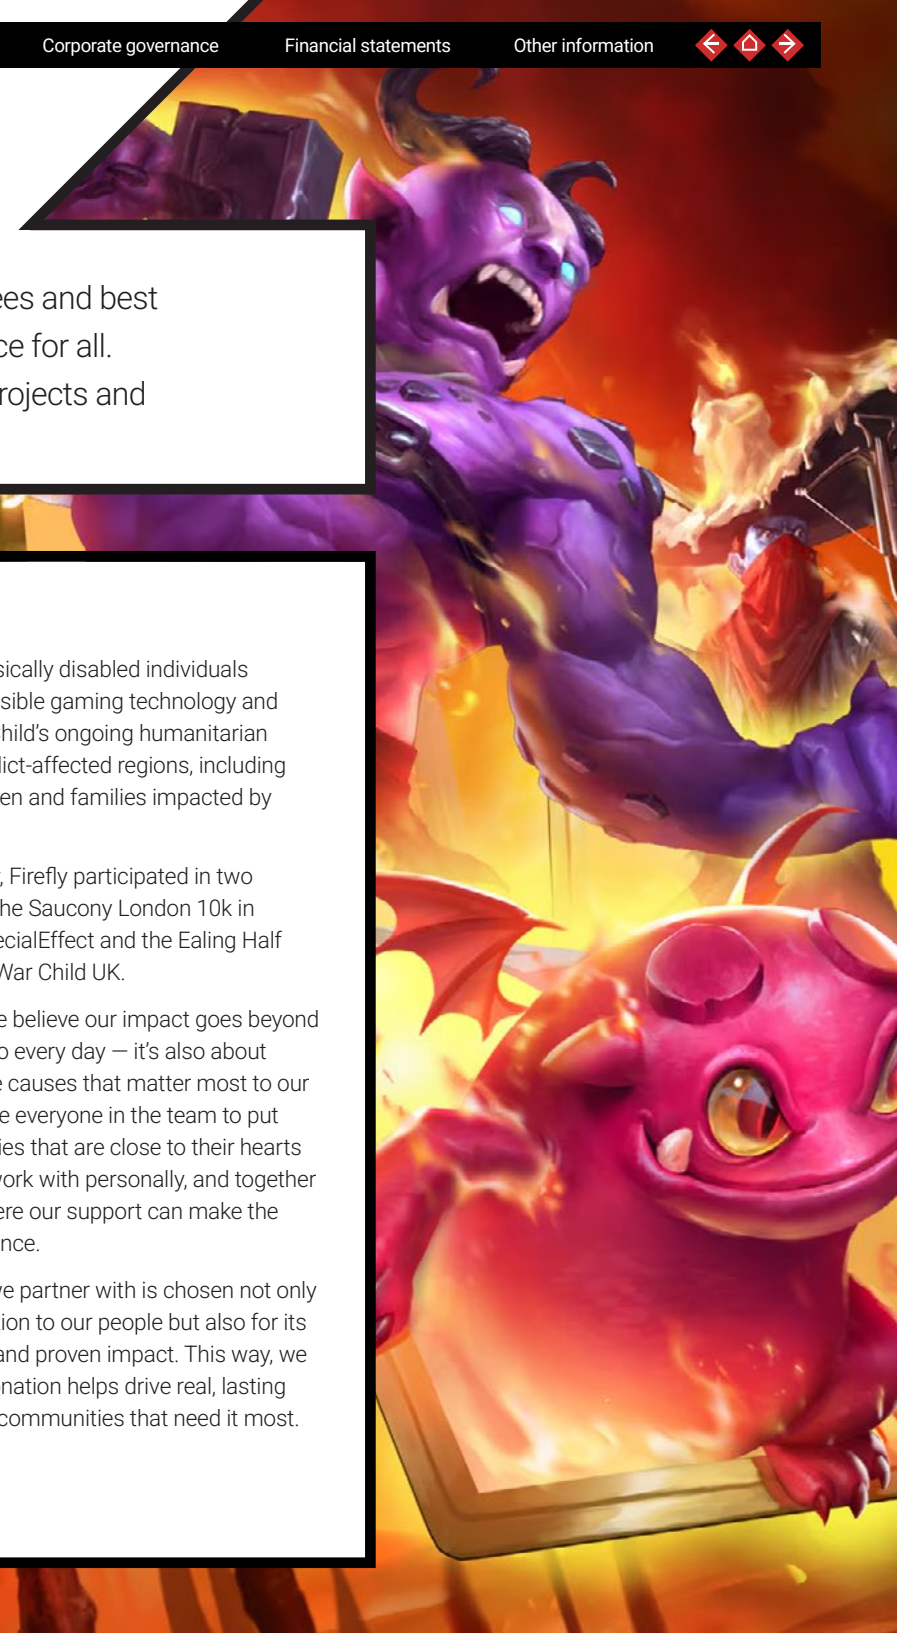 Corporate governance Financial statements Other information
ees and best
ce for all.
rojects and
sically disabled individuals
sible gaming technology and
hild's ongoing humanitarian
lict-affected regions, including
en and families impacted by
, Firefly participated in two
he Saucony London 10k in
ecialEffect and the Ealing Half
War Child UK.
e believe our impact goes beyond
o every day — it's also about
e causes that matter most to our
e everyone in the team to put
ies that are close to their hearts
work with personally, and together
ere our support can make the
nce.
we partner with is chosen not only
tion to our people but also for its
and proven impact. This way, we
nation helps drive real, lasting
communities that need it most.